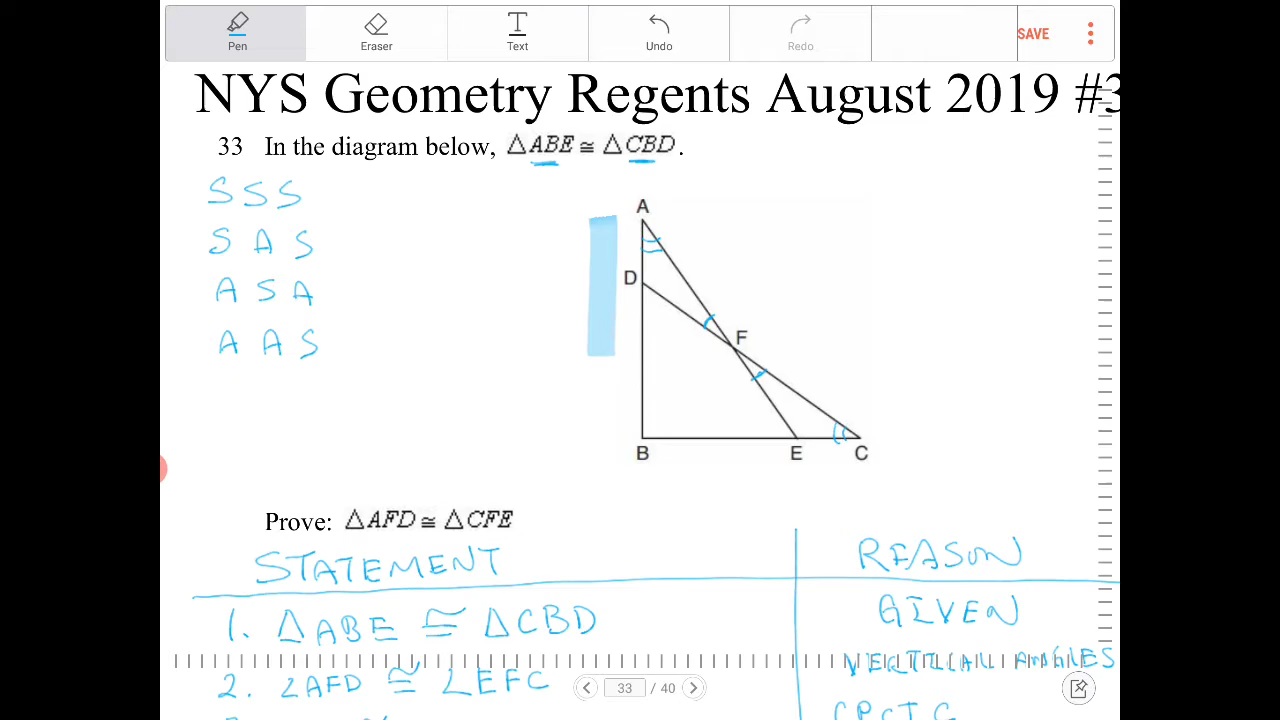 Pen Eraser Text Undo Redo SAVE
NYS Geometry Regents August 2019 #3
33 In the diagram below, △ABE ≅ △CBD.
SSS
SAS
ASA
AAS
A
D
F
B E C
Prove: △AFD ≅ △CFE
STATEMENT REASON
1. △ABE ≅ △CBD GIVEN
2. ∠AFD ≅ ∠EFC VERTICAL ANGLES
33 / 40
CPCTC